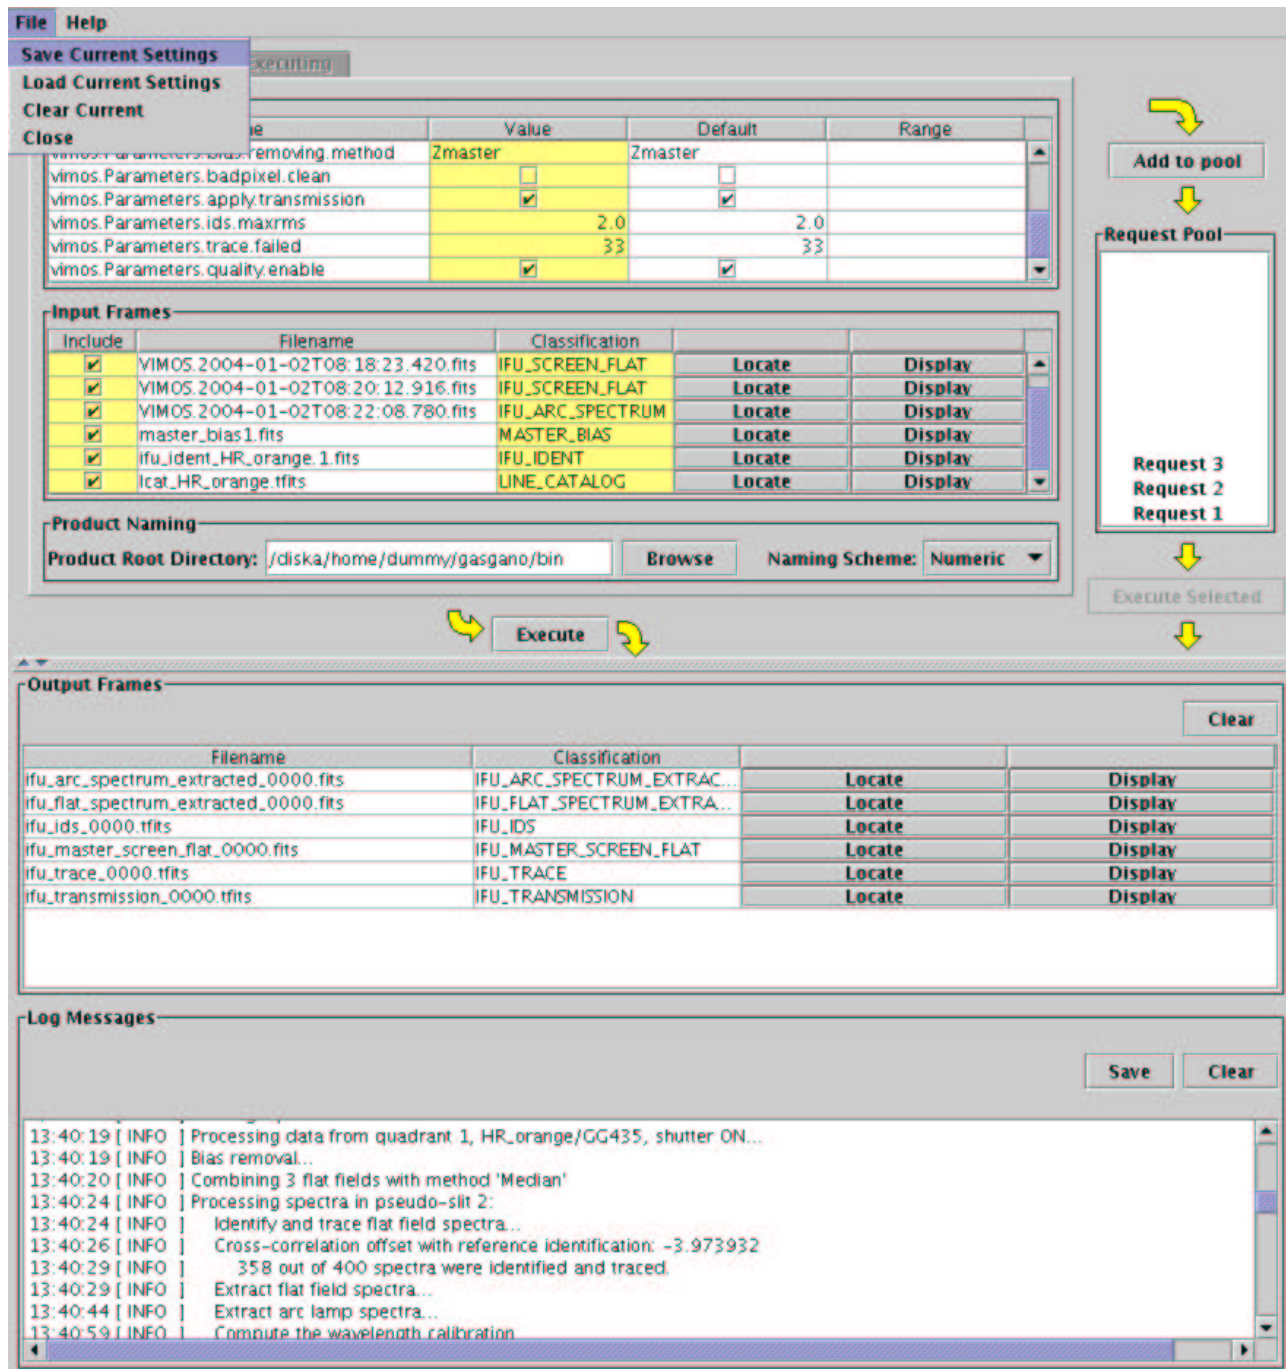 File Help
Save Current Settings
Load Current Settings
Clear Current
Close
Executing
Value Default Range
vimos.Parameters.bias.removing.method Zmaster Zmaster
vimos.Parameters.badpixel.clean
vimos.Parameters.apply.transmission
vimos.Parameters.ids.maxrms 2.0 2.0
vimos.Parameters.trace.failed 33 33
vimos.Parameters.quality.enable
Input Frames
Include Filename Classification
VIMOS.2004-01-02T08:18:23.420.fits IFU_SCREEN_FLAT Locate Display
VIMOS.2004-01-02T08:20:12.916.fits IFU_SCREEN_FLAT Locate Display
VIMOS.2004-01-02T08:22:08.780.fits IFU_ARC_SPECTRUM Locate Display
master_bias1.fits MASTER_BIAS Locate Display
ifu_ident_HR_orange.1.fits IFU_IDENT Locate Display
lcat_HR_orange.tfits LINE_CATALOG Locate Display
Product Naming
Product Root Directory: /diska/home/dummy/gasgano/bin Browse Naming Scheme: Numeric
Execute
Add to pool
Request Pool
Request 3
Request 2
Request 1
Execute Selected
Output Frames
Clear
Filename Classification
ifu_arc_spectrum_extracted_0000.fits IFU_ARC_SPECTRUM_EXTRAC... Locate Display
ifu_flat_spectrum_extracted_0000.fits IFU_FLAT_SPECTRUM_EXTRA... Locate Display
ifu_ids_0000.tfits IFU_IDS Locate Display
ifu_master_screen_flat_0000.fits IFU_MASTER_SCREEN_FLAT Locate Display
ifu_trace_0000.tfits IFU_TRACE Locate Display
ifu_transmission_0000.tfits IFU_TRANSMISSION Locate Display
Log Messages
Save Clear
13:40:19 [ INFO ] Processing data from quadrant 1, HR_orange/GG435, shutter ON...
13:40:19 [ INFO ] Bias removal...
13:40:20 [ INFO ] Combining 3 flat fields with method 'Median'
13:40:24 [ INFO ] Processing spectra in pseudo-slit 2:
13:40:24 [ INFO ] Identify and trace flat field spectra...
13:40:26 [ INFO ] Cross-correlation offset with reference identification: -3.973932
13:40:29 [ INFO ] 358 out of 400 spectra were identified and traced.
13:40:29 [ INFO ] Extract flat field spectra...
13:40:44 [ INFO ] Extract arc lamp spectra...
13:40:59 [ INFO ] Compute the wavelength calibration